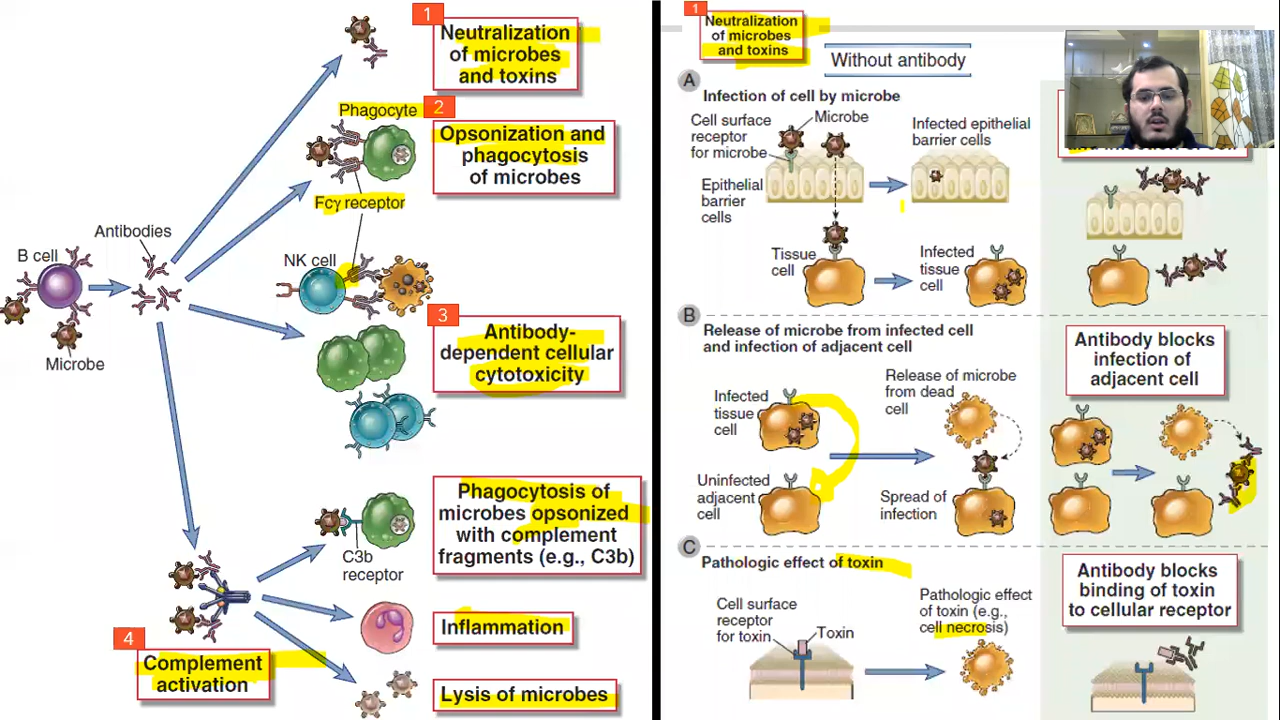 1
Neutralization
of microbes
and toxins
Phagocyte
2
Opsonization and
phagocytosis
of microbes
Fcγ receptor
Antibodies
B cell
NK cell
Microbe
3
Antibody-
dependent cellular
cytotoxicity
Phagocytosis of
microbes opsonized
with complement
fragments (e.g., C3b)
C3b
receptor
Inflammation
4
Complement
activation
Lysis of microbes
1
Neutralization
of microbes
and toxins
Without antibody
A
Infection of cell by microbe
Cell surface
receptor
for microbe
Microbe
Infected epithelial
barrier cells
Epithelial
barrier
cells
Tissue
cell
Infected
tissue
cell
B
Release of microbe from infected cell
and infection of adjacent cell
Antibody blocks
infection of
adjacent cell
Infected
tissue
cell
Release of microbe
from dead
cell
Uninfected
adjacent
cell
Spread of
infection
C
Pathologic effect of toxin
Antibody blocks
binding of toxin
to cellular receptor
Cell surface
receptor
for toxin
Toxin
Pathologic effect
of toxin (e.g.,
cell necrosis)